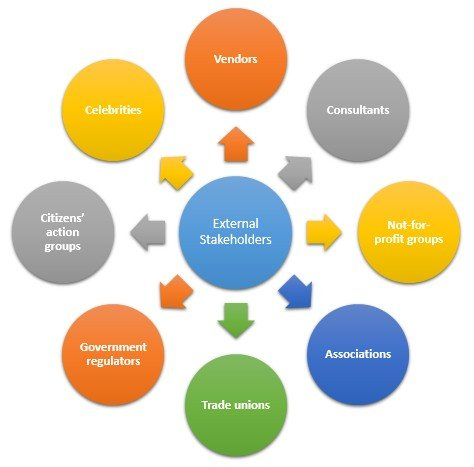 Vendors
Celebrities
Consultants
Citizens'
action
groups
External
Stakeholders
Not-for-
profit groups
Government
regulators
Associations
Trade unions